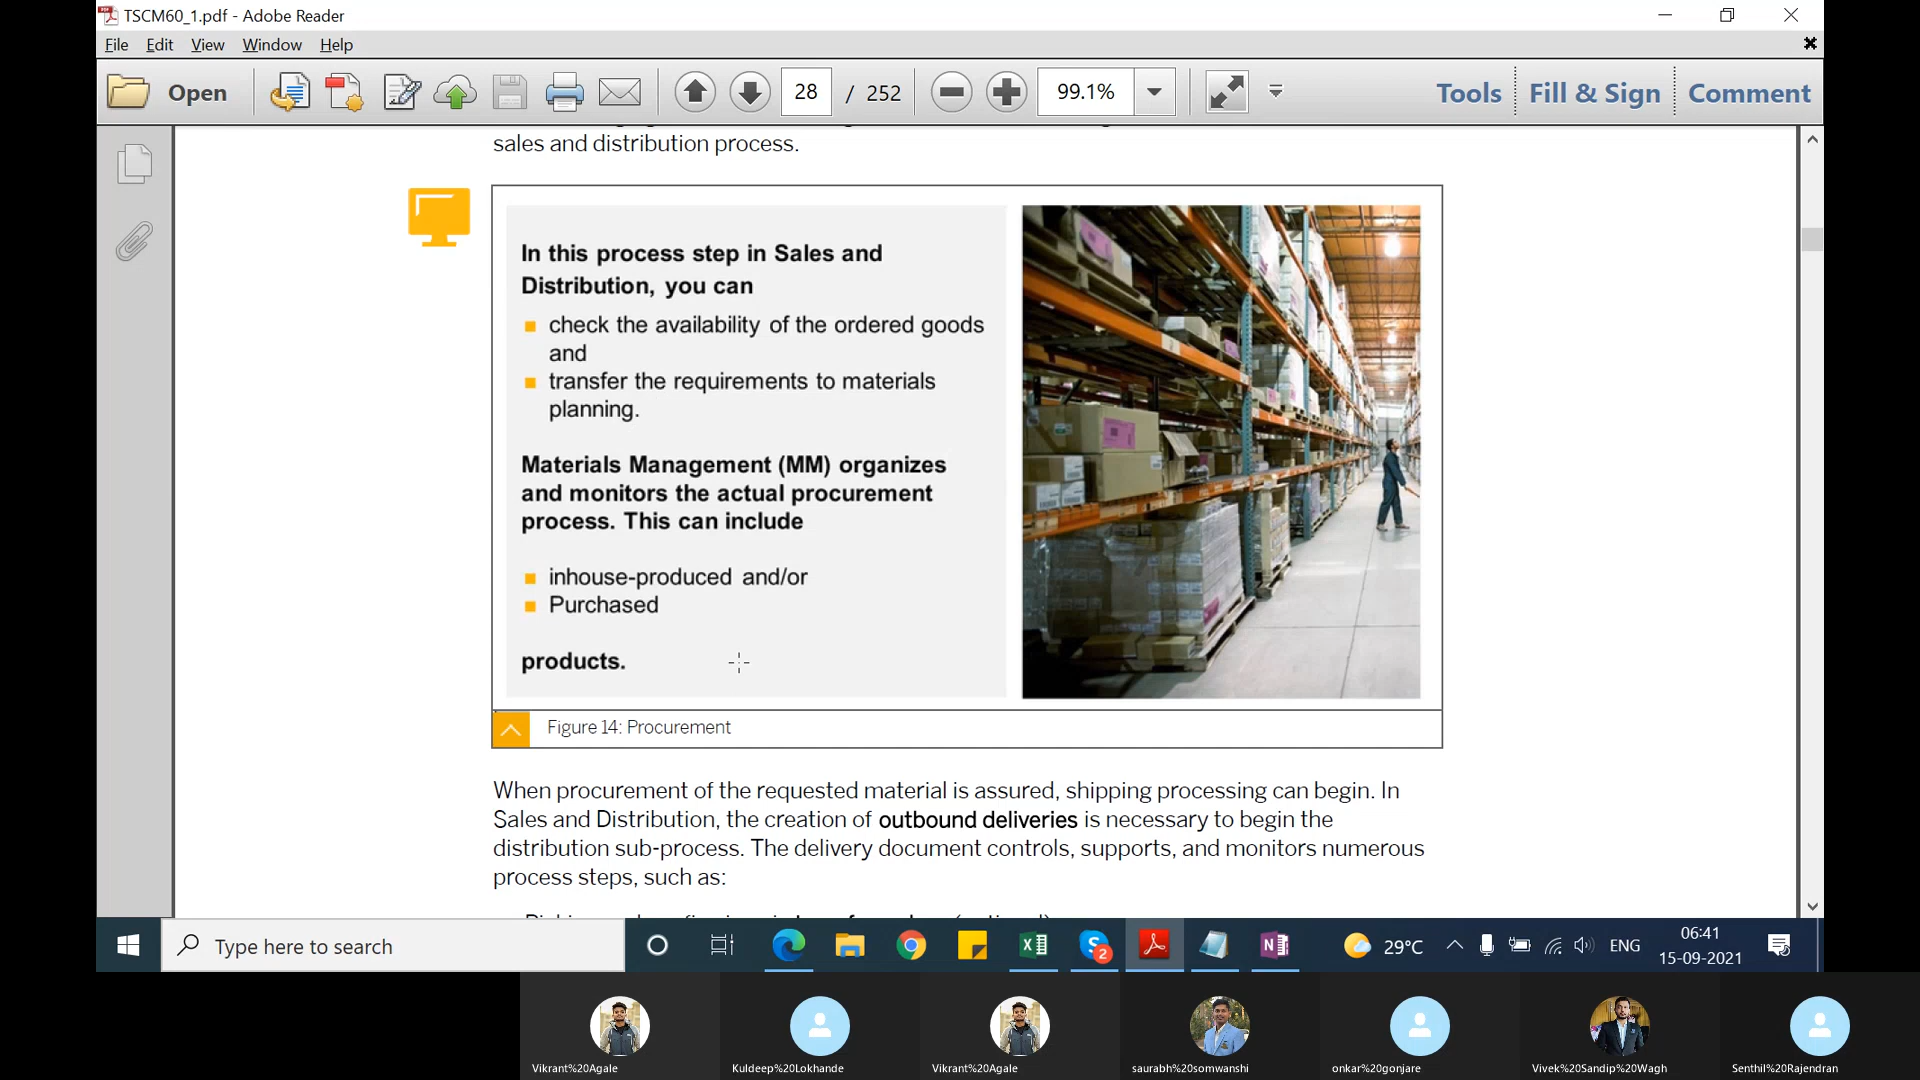 TSCM60_1.pdf - Adobe Reader
File Edit View Window Help
Open 28 / 252 99.1% Tools Fill & Sign Comment
sales and distribution process.
In this process step in Sales and
Distribution, you can
check the availability of the ordered goods
and
transfer the requirements to materials
planning.
Materials Management (MM) organizes
and monitors the actual procurement
process. This can include
inhouse-produced and/or
Purchased
products.
Figure 14: Procurement
When procurement of the requested material is assured, shipping processing can begin. In
Sales and Distribution, the creation of outbound deliveries is necessary to begin the
distribution sub-process. The delivery document controls, supports, and monitors numerous
process steps, such as:
Type here to search
2
29°C
ENG
06:41
15-09-2021
Vikrant%20Agale Kuldeep%20Lokhande Vikrant%20Agale saurabh%20somwanshi onkar%20gonjare Vivek%20Sandip%20Wagh Senthil%20Rajendran